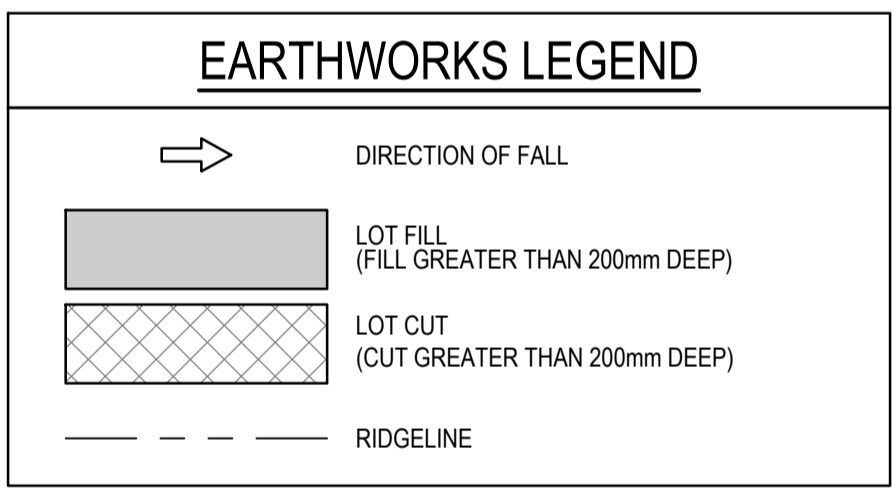 EARTHWORKS LEGEND
DIRECTION OF FALL
LOT FILL
(FILL GREATER THAN 200mm DEEP)
LOT CUT
(CUT GREATER THAN 200mm DEEP)
RIDGELINE